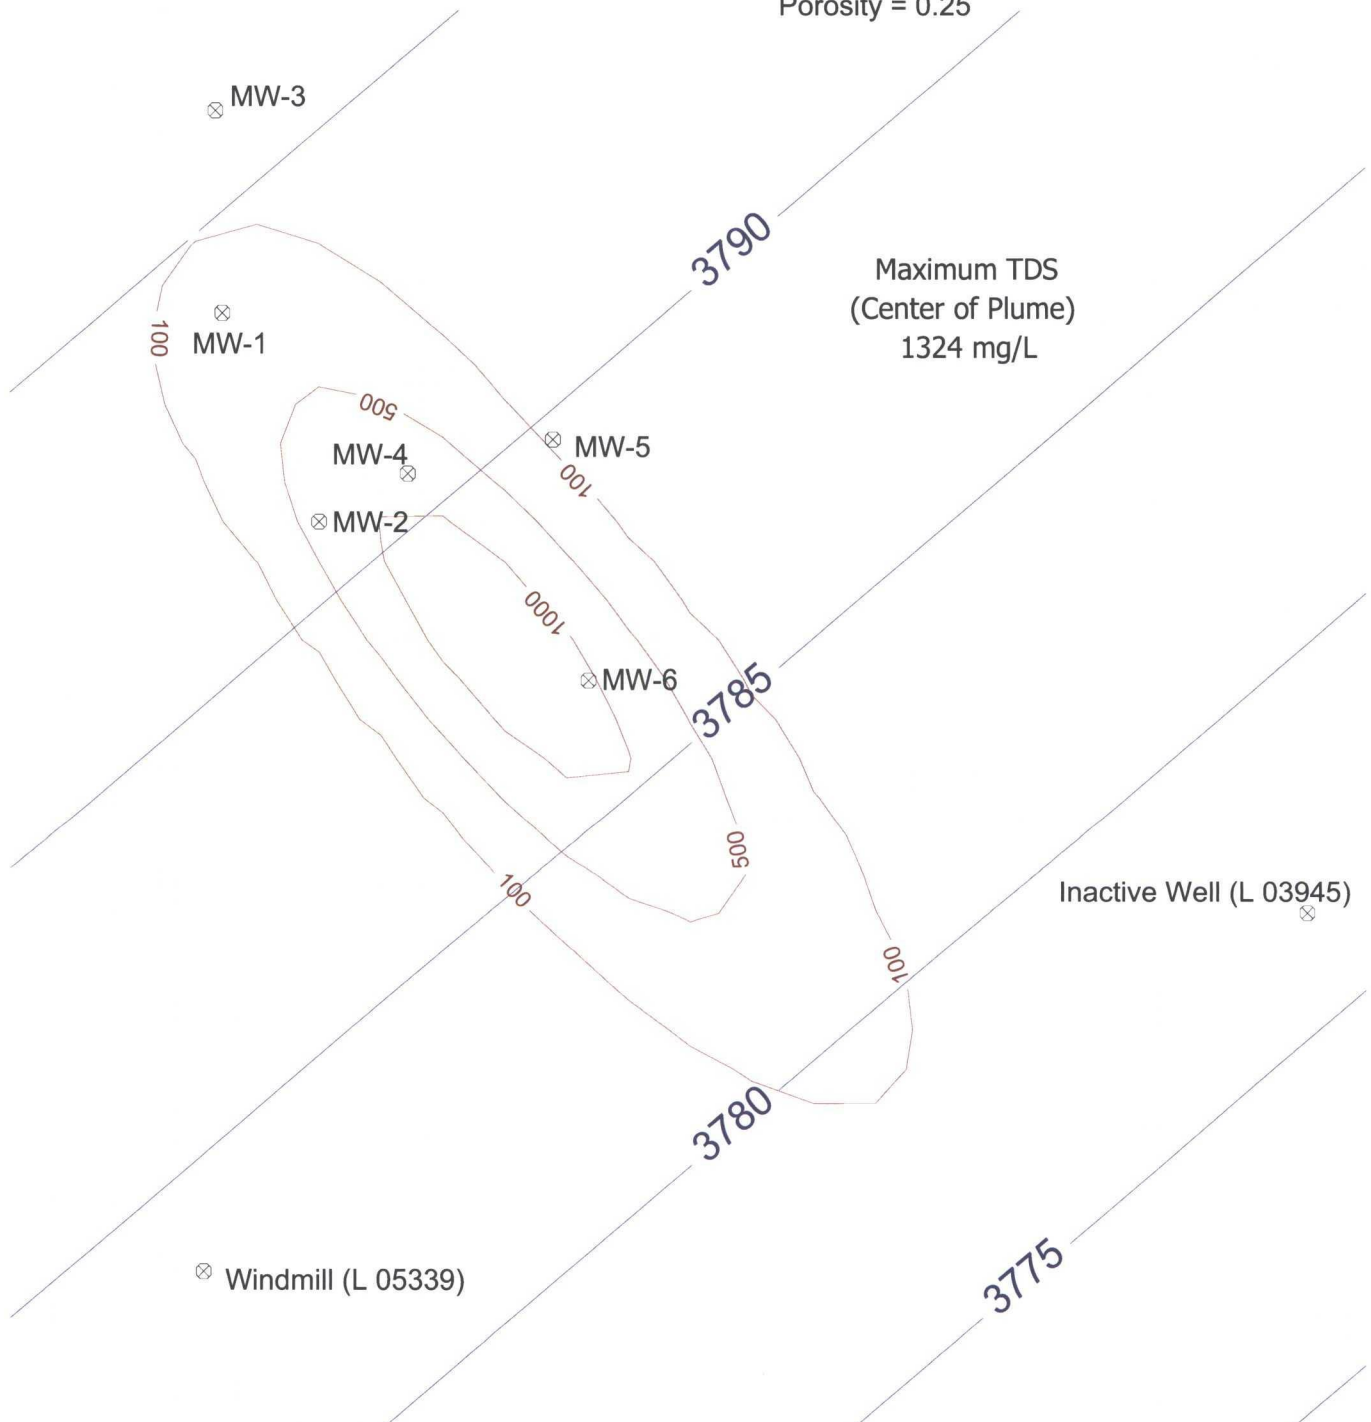 Porosity = 0.25
MW-3
3790
Maximum TDS
(Center of Plume)
1324 mg/L
100
MW-1
500
MW-4
MW-5
100
MW-2
1000
MW-6
3785
500
100
Inactive Well (L 03945)
100
3780
3775
Windmill (L 05339)